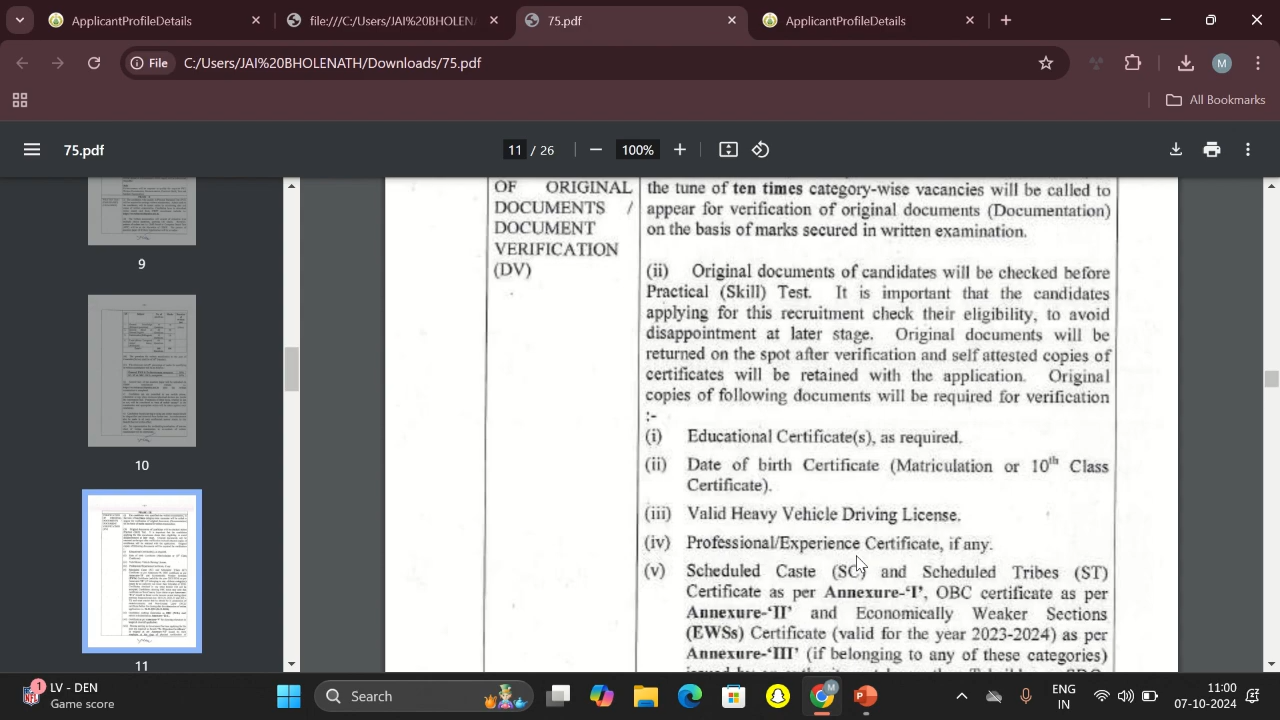 ApplicantProfileDetails
file:///C:/Users/JAI%20BHOLENA
75.pdf
ApplicantProfileDetails
File
C:/Users/JAI%20BHOLENATH/Downloads/75.pdf
M
All Bookmarks
75.pdf
11 / 26
100%
9
10
11
OF ORIGINAL
DOCUMENTS /
DOCUMENT
VERIFICATION
(DV)
the tune of ten times category-wise vacancies will be called to
appear for verification of original documents (Documentation)
on the basis of marks secured in written examination.
(ii) Original documents of candidates will be checked before
Practical (Skill) Test. It is important that the candidates
applying for this recruitment check their eligibility, to avoid
disappointment at later stage. Original documents will be
returned on the spot after verification and self attested copies of
certificates will be retained with the application. Original
copies of following documents will be required for verification
:-
(i) Educational Certificate(s), as required.
(ii) Date of birth Certificate (Matriculation or 10th Class
Certificate).
(iii) Valid Heavy Vehicle Driving License.
(iv) Professional/Experience certificate, if any.
(v) Scheduled Caste and Scheduled Tribes (ST)
Certificate as per Annexure-'I', OBC certificate as per
Annexure-'II' and Economically Weaker Sections
(EWSs) Certificate (valid for the year 2023-2024) as per
Annexure-'III' (if belonging to any of these categories)
LV - DEN
Game score
Search
M
ENG
IN
11:00
07-10-2024